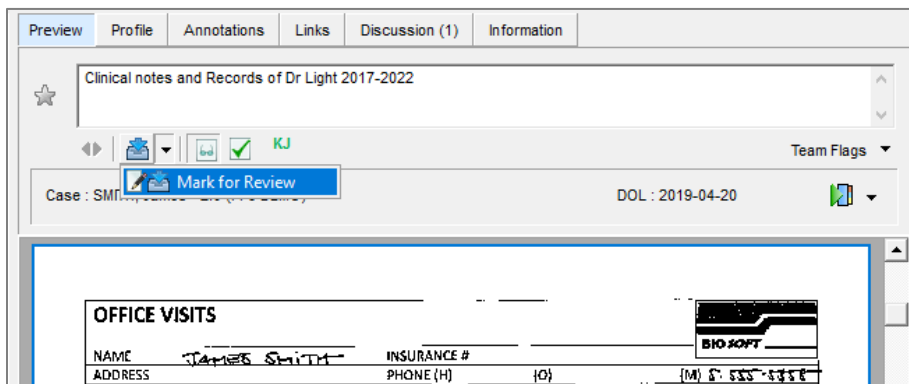 Preview Profile Annotations Links Discussion (1) Information
Clinical notes and Records of Dr Light 2017-2022
KJ Team Flags
Mark for Review
Case : DOL : 2019-04-20
OFFICE VISITS
BIO SOFT
NAME JAMES SMITH INSURANCE #
ADDRESS PHONE (H) (O) (M)